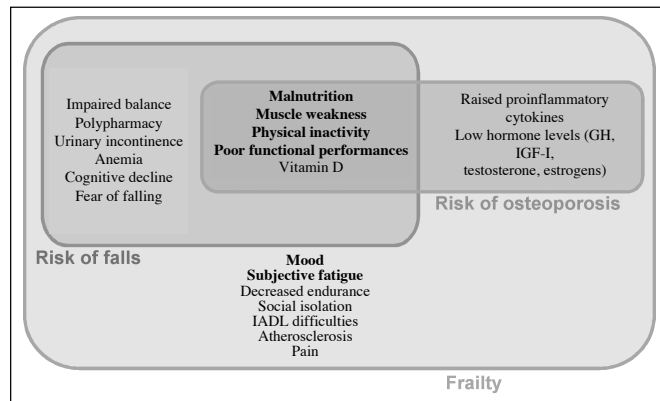 Impaired balance
Polypharmacy
Urinary incontinence
Anemia
Cognitive decline
Fear of falling
Malnutrition
Muscle weakness
Physical inactivity
Poor functional performances
Vitamin D
Raised proinflammatory
cytokines
Low hormone levels (GH,
IGF-I,
testosterone, estrogens)
Risk of osteoporosis
Risk of falls
Mood
Subjective fatigue
Decreased endurance
Social isolation
IADL difficulties
Atherosclerosis
Pain
Frailty